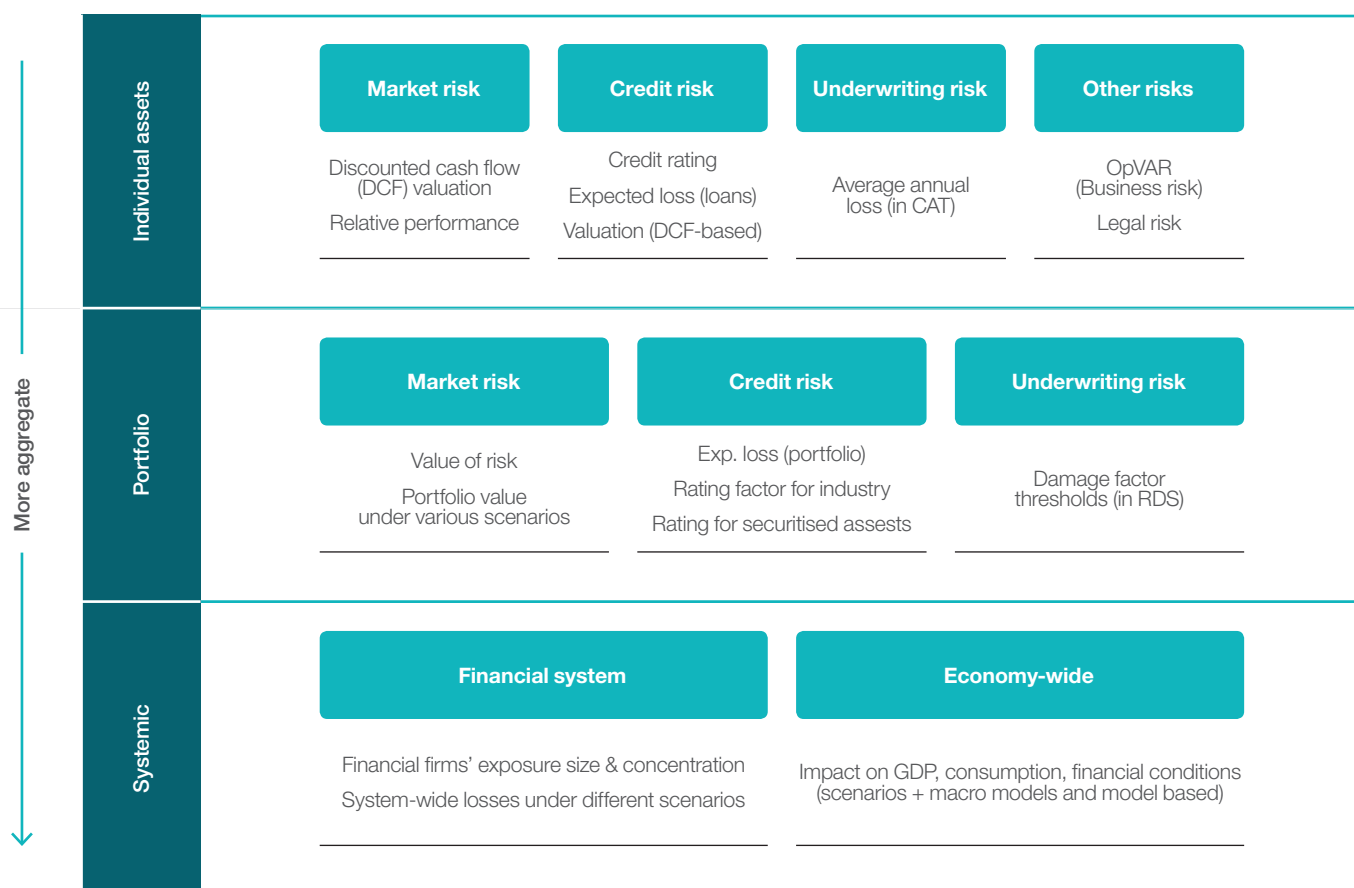 More aggregate
Individual assets
Market risk
Discounted cash flow
(DCF) valuation
Relative performance
Credit risk
Credit rating
Expected loss (loans)
Valuation (DCF-based)
Underwriting risk
Average annual
loss (in CAT)
Other risks
OpVAR
(Business risk)
Legal risk
Portfolio
Market risk
Value of risk
Portfolio value
under various scenarios
Credit risk
Exp. loss (portfolio)
Rating factor for industry
Rating for securitised assests
Underwriting risk
Damage factor
thresholds (in RDS)
Systemic
Financial system
Financial firms’ exposure size & concentration
System-wide losses under different scenarios
Economy-wide
Impact on GDP, consumption, financial conditions
(scenarios + macro models and model based)